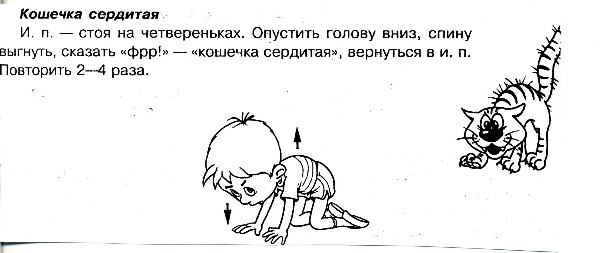 Кошечка сердитая
И. п. — стоя на четвереньках. Опустить голову вниз, спину
выгнуть, сказать «фрр!» — «кошечка сердитая», вернуться в и. п.
Повторить 2—4 раза.